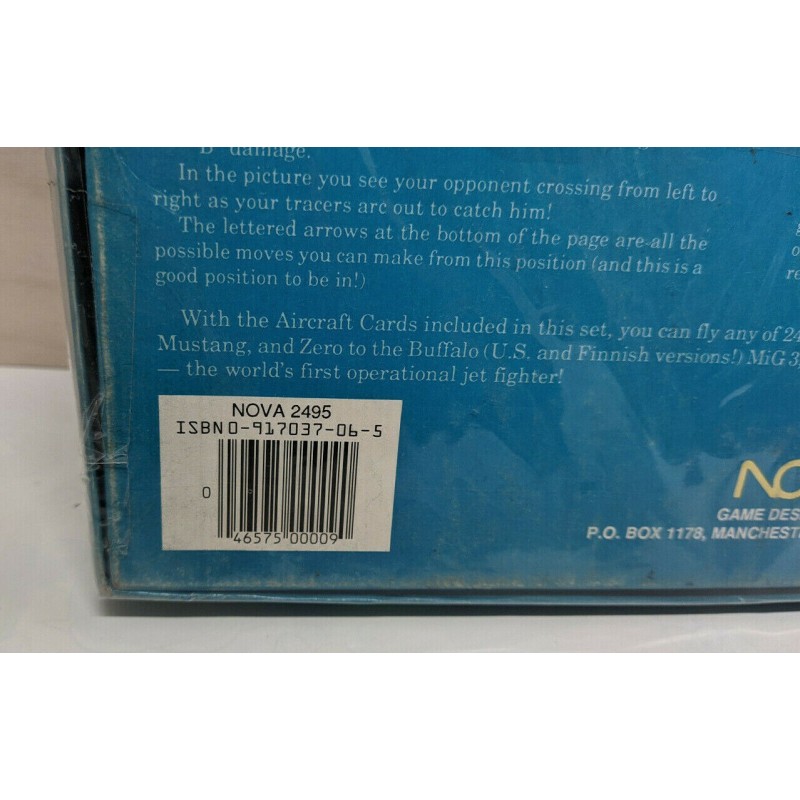 "B" damage.
In the picture you see your opponent crossing from left to
right as your tracers arc out to catch him!
The lettered arrows at the bottom of the page are all the
possible moves you can make from this position (and this is a
good position to be in!)
With the Aircraft Cards included in this set, you can fly any of 24
Mustang, and Zero to the Buffalo (U.S. and Finnish versions!) MiG 3,
— the world's first operational jet fighter!
NOVA 2495
ISBN 0-917037-06-5
0 46575 00009
NO
GAME DES
P.O. BOX 1178, MANCHEST
g
o
re